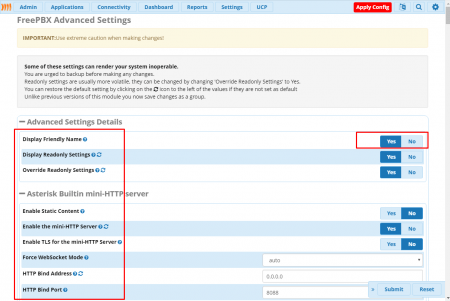 Admin Applications Connectivity Dashboard Reports Settings UCP Apply Config
FreePBX Advanced Settings
IMPORTANT:Use extreme caution when making changes!
Some of these settings can render your system inoperable.
You are urged to backup before making any changes.
Readonly settings are usually more volatile, they can be changed by changing 'Override Readonly Settings' to Yes.
You can restore the default setting by clicking on the icon to the left of the values if they are not set as default.
Unlike previous versions of this module you now save changes as a group.
Advanced Settings Details
Display Friendly Name Yes No
Display Readonly Settings Yes No
Override Readonly Settings Yes No
Asterisk Builtin mini-HTTP server
Enable Static Content Yes No
Enable the mini-HTTP Server Yes No
Enable TLS for the mini-HTTP Server Yes No
Force WebSocket Mode auto
HTTP Bind Address 0.0.0.0
HTTP Bind Port 8088 » Submit Reset